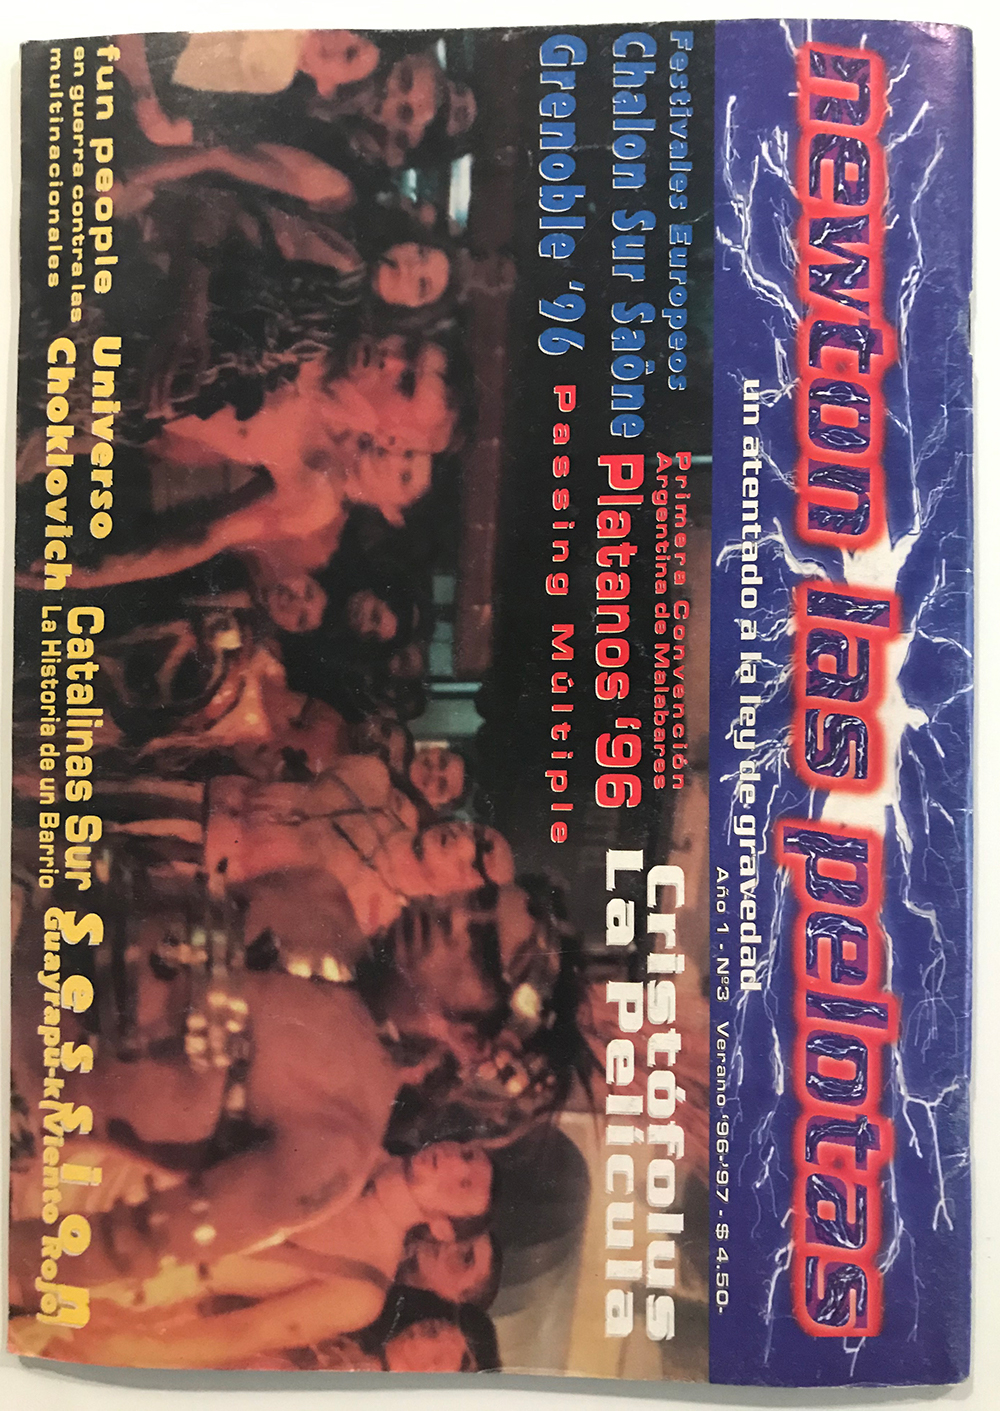 newton las pelotas
un atentado a la ley de gravedad
Año 1 - Nº3 Verano '96-'97 - $ 4.50-
Festivales Europeos
Chalon Sur Saône
Grenoble '96
Primera Convención
Argentina de Malabares
Platanos '96
Passing Múltiple
Cristófolus
La película
fun people
en guerra contra las
multinacionales
Universo
Choklovich
Catalinas Sur
La Historia de un Barrio
Session
Guayrapú-k(Viento Rojo)